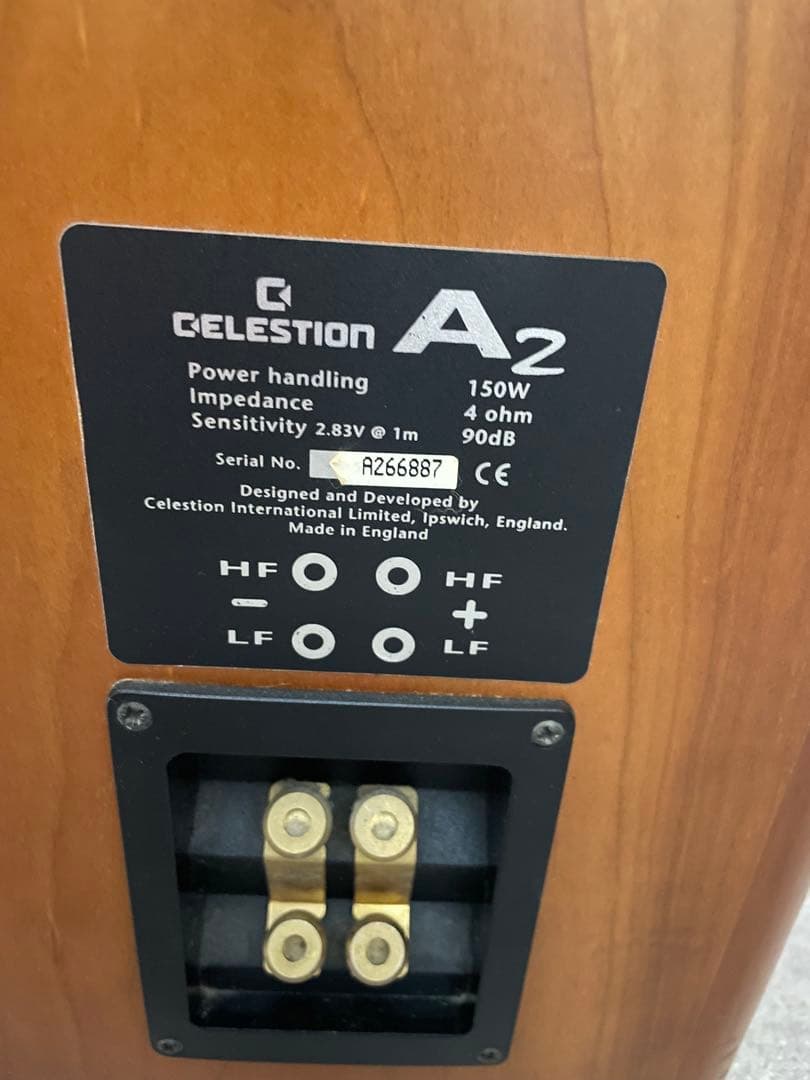 CELESTION A2
Power handling 150W
Impedance 4 ohm
Sensitivity 2.83V @ 1m 90dB
Serial No. A266887 CE
Designed and Developed by
Celestion International Limited, Ipswich, England.
Made in England
HF HF
- +
LF LF